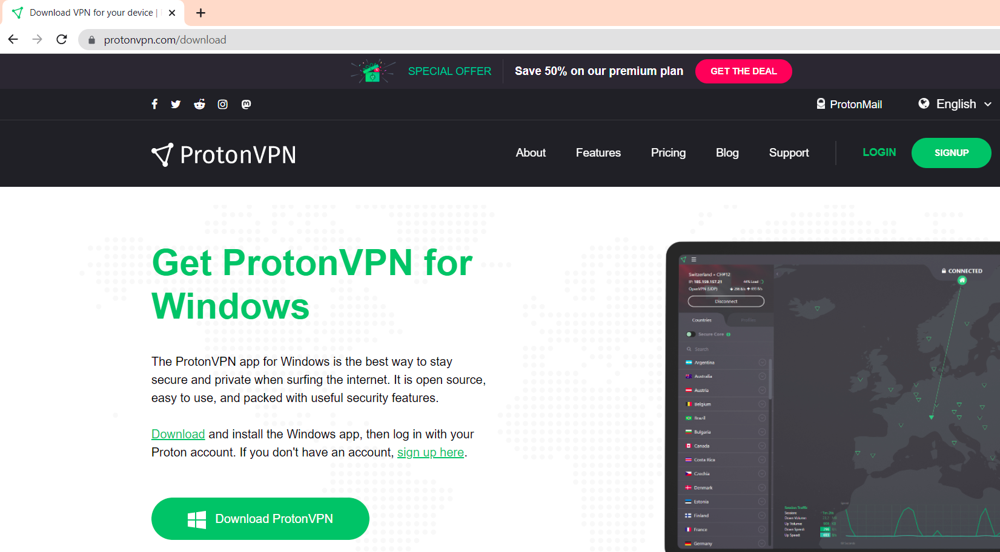 Download VPN for your device |
protonvpn.com/download
SPECIAL OFFER
Save 50% on our premium plan
GET THE DEAL
ProtonMail
English
ProtonVPN
About
Features
Pricing
Blog
Support
LOGIN
SIGNUP
Get ProtonVPN for
Windows
The ProtonVPN app for Windows is the best way to stay
secure and private when surfing the internet. It is open source,
easy to use, and packed with useful security features.
Download and install the Windows app, then log in with your
Proton account. If you don't have an account, sign up here.
Download ProtonVPN
CONNECTED
Switzerland » CH#12
IP: 185.159.157.21 44% Load
OpenVPN (UDP) 296 B/s 693 B/s
Disconnect
Countries
Profiles
Secure Core
Search
Argentina
Australia
Austria
Belgium
Brazil
Bulgaria
Canada
Costa Rica
Czechia
Denmark
Estonia
Finland
France
Germany
Session Traffic
Session:
Down Volume:
Up Volume:
Down Speed:
Up Speed:
Speed
60 Seconds